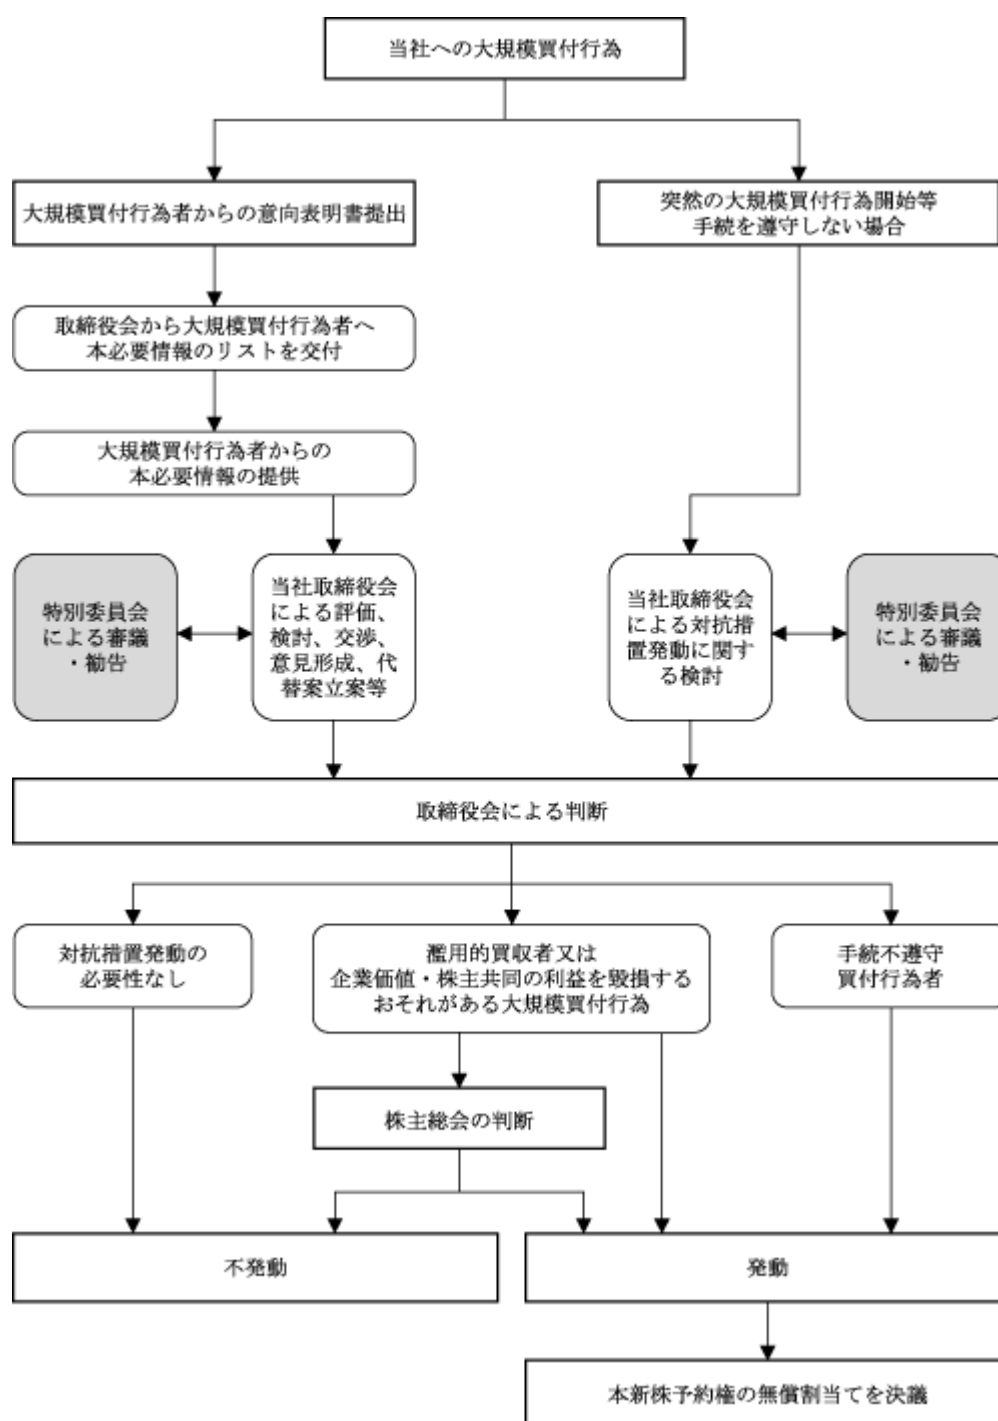 当社への大規模買付行為
大規模買付行為者からの意向表明書提出
突然の大規模買付行為開始等
手続を遵守しない場合
取締役会から大規模買付行為者へ
本必要情報のリストを交付
大規模買付行為者からの
本必要情報の提供
特別委員会
による審議
・勧告
当社取締役会
による評価、
検討、交渉、
意見形成、代
替案立案等
当社取締役会
による対抗措
置発動に関す
る検討
特別委員会
による審議
・勧告
取締役会による判断
対抗措置発動の
必要性なし
濫用的買収者又は
企業価値・株主共同の利益を毀損する
おそれがある大規模買付行為
手続不遵守
買付行為者
株主総会の判断
不発動
発動
本新株予約権の無償割当てを決議